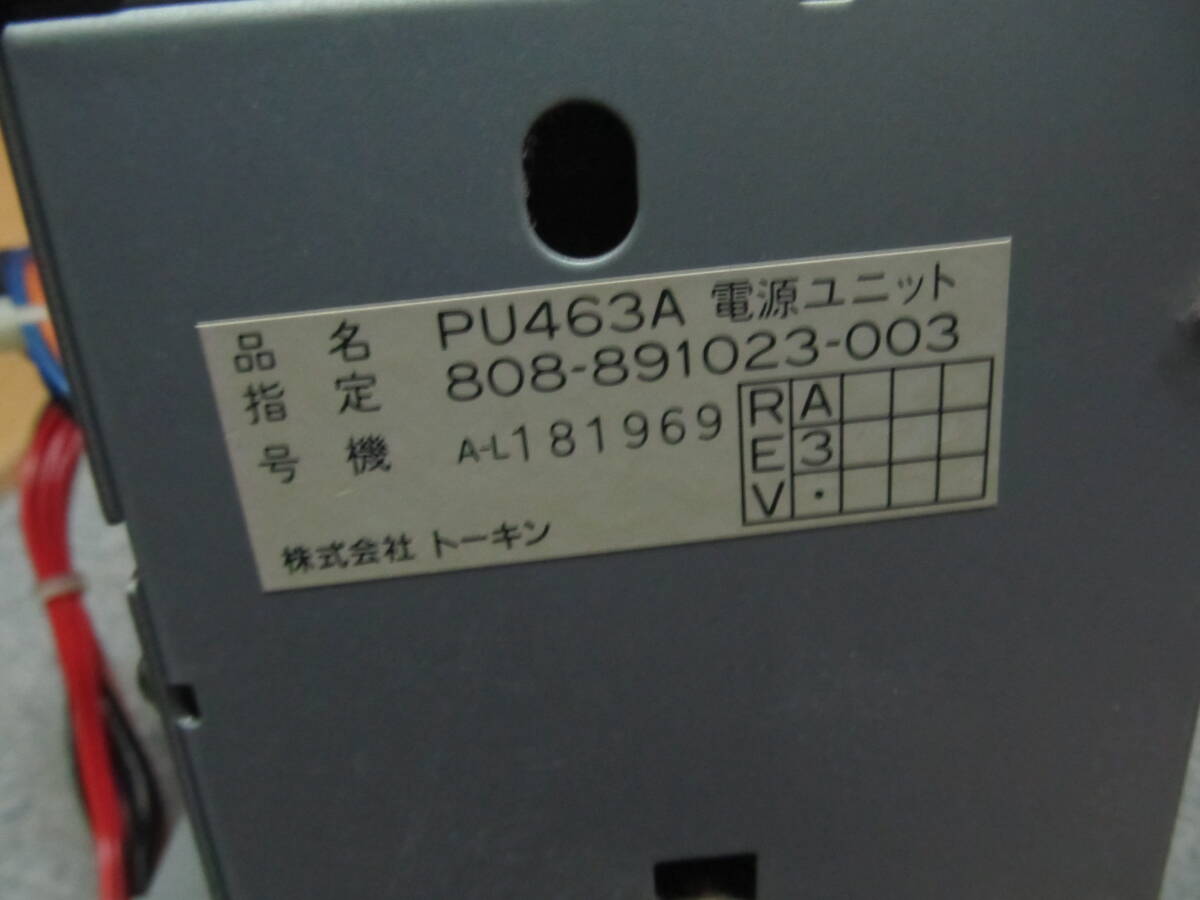 品 名 PU463A 電源ユニット
指 定 808-891023-003
号 機 A-L181969
R A
E 3
V .
株式会社 トーキン